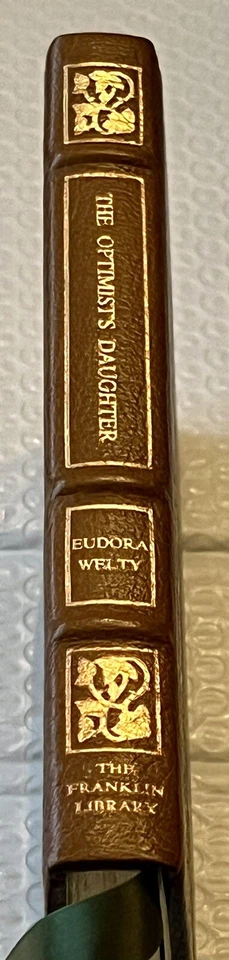 THE OPTIMIST'S DAUGHTER
EUDORA
WELTY
THE
FRANKLIN
LIBRARY